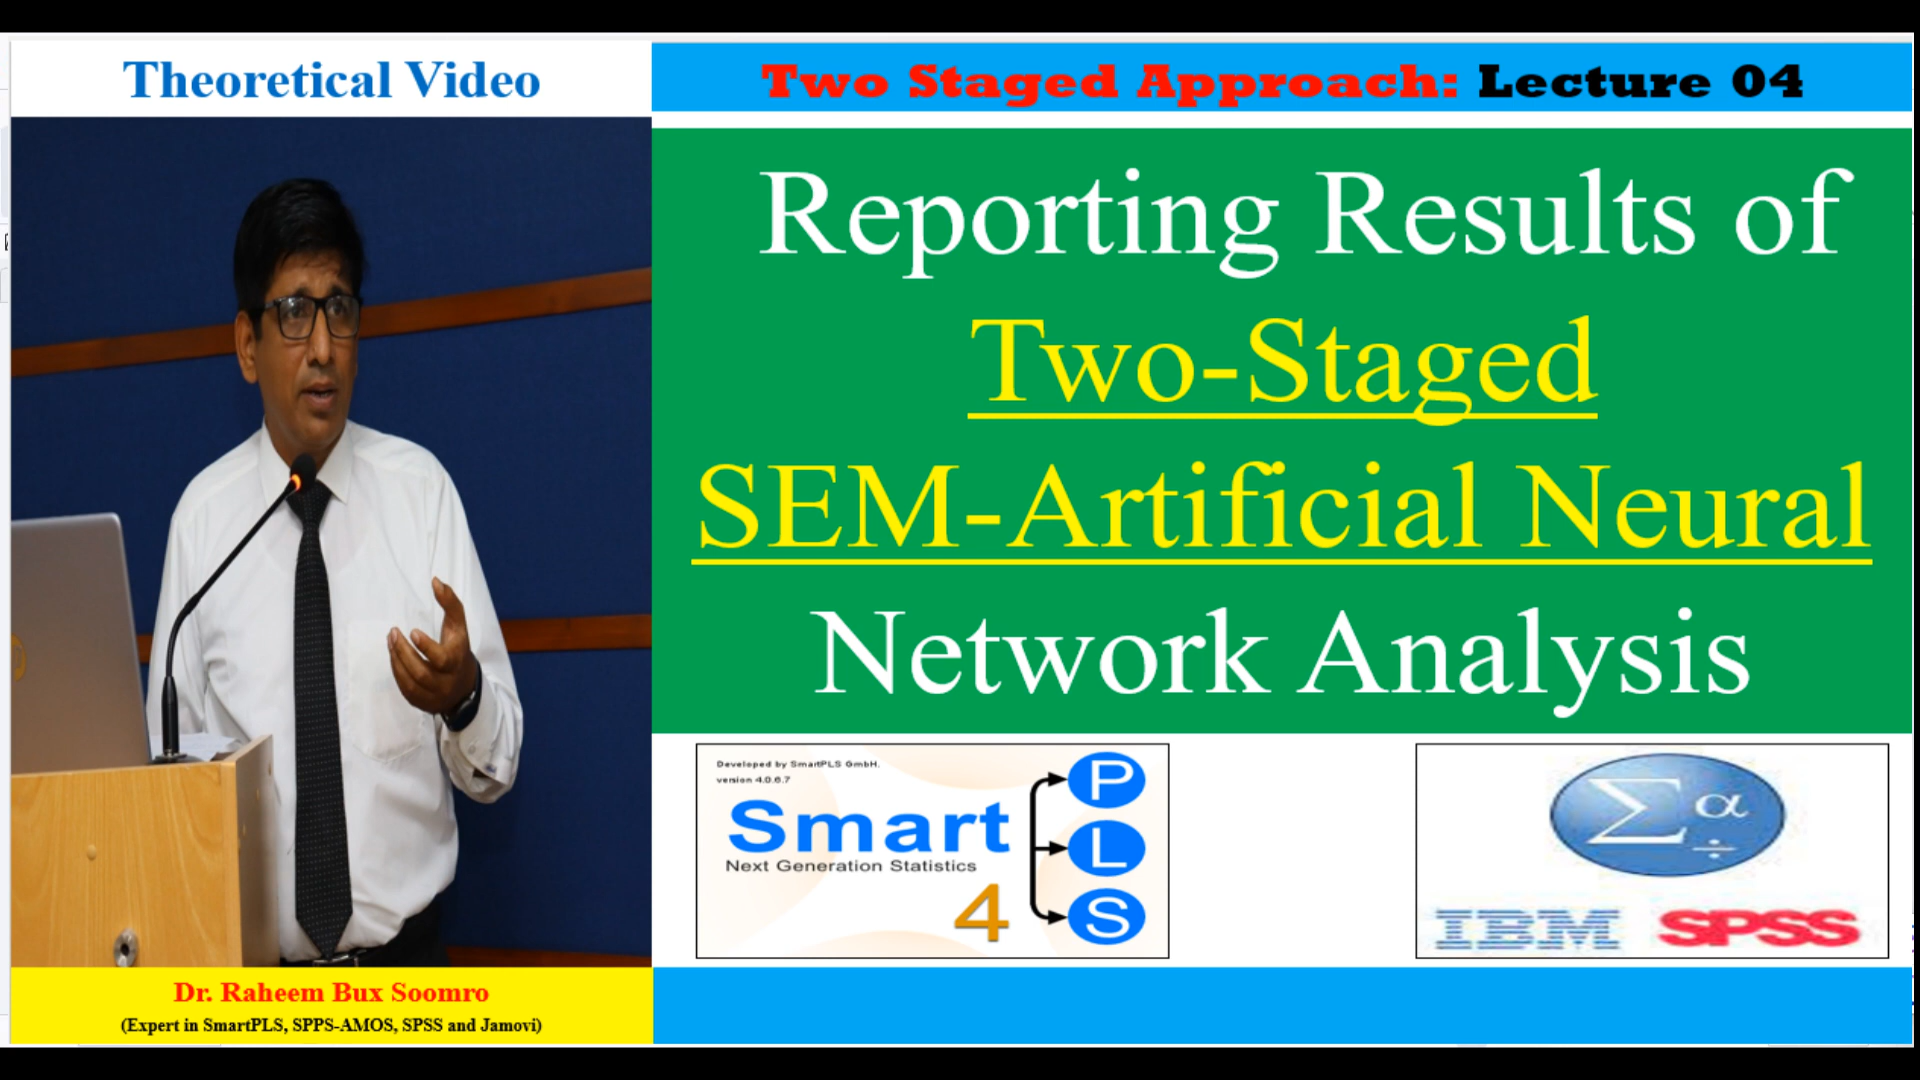 Theoretical Video
Two Staged Approach: Lecture 04
Reporting Results of
Two-Staged
SEM-Artificial Neural
Network Analysis
Developed by SmartPLS GmbH.
version 4.0.6.7
Smart
Next Generation Statistics
4
P
L
S
Σ α ÷
IBM SPSS
Dr. Raheem Bux Soomro
(Expert in SmartPLS, SPPS-AMOS, SPSS and Jamovi)